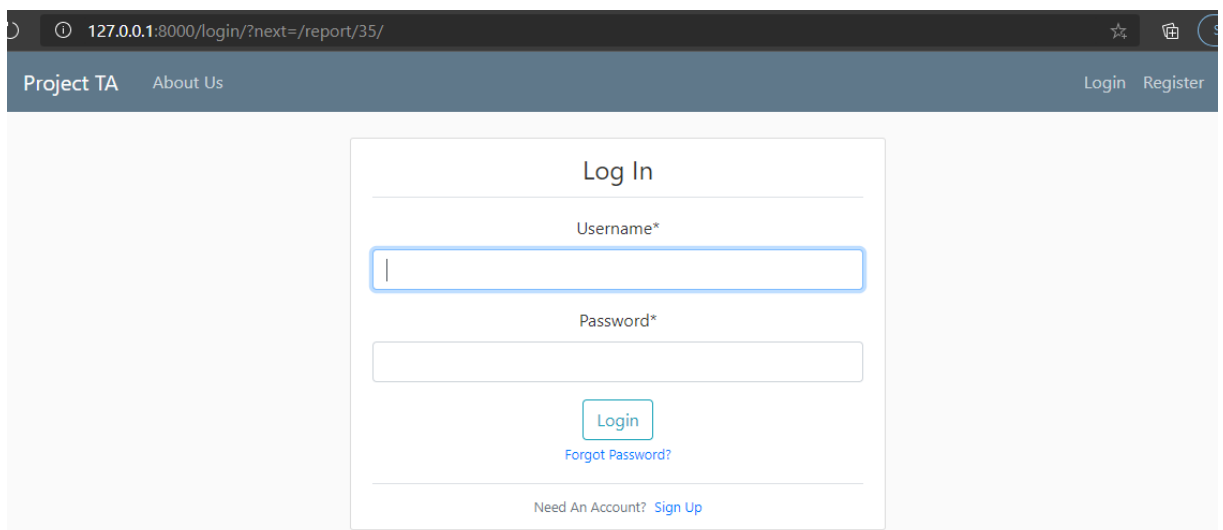 127.0.0.1:8000/login/?next=/report/35/
Project TA About Us Login Register
Log In
Username*
Password*
Login
Forgot Password?
Need An Account? Sign Up